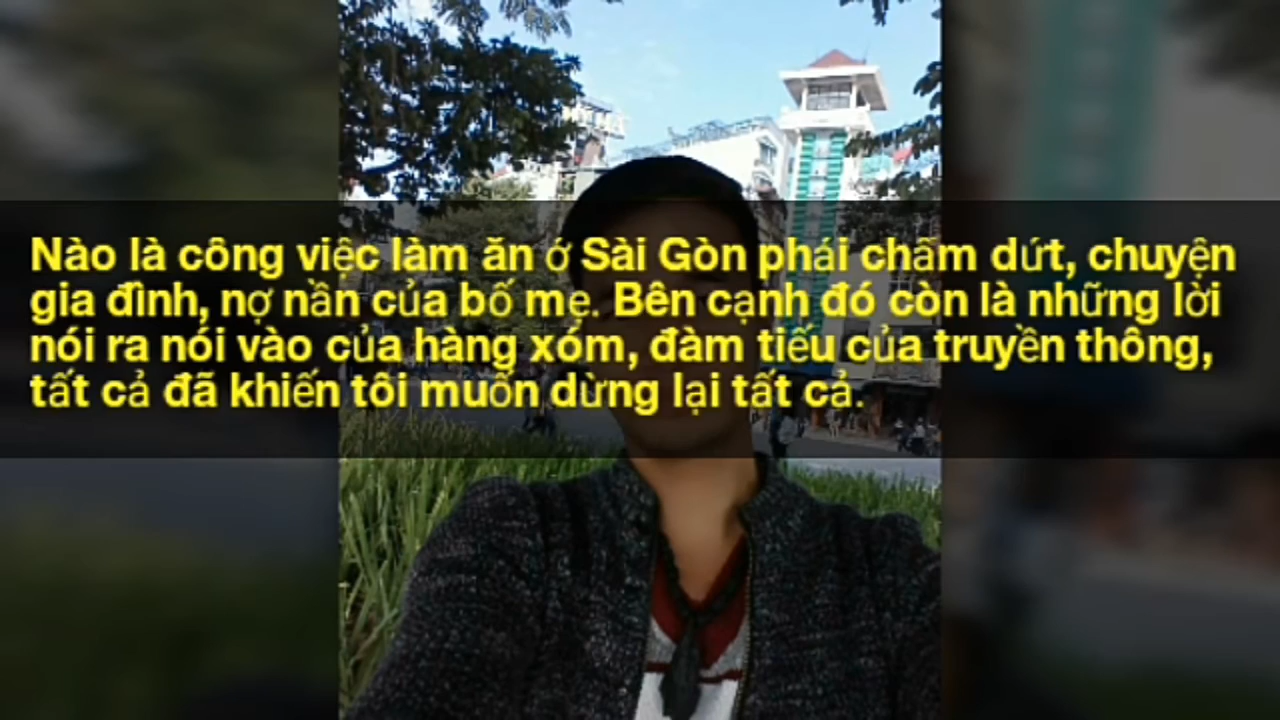 Nào là công việc làm ăn ở Sài Gòn phải chấm dứt, chuyện
gia đình, nợ nần của bố mẹ. Bên cạnh đó còn là những lời
nói ra nói vào của hàng xóm, đàm tiếu của truyền thông,
tất cả đã khiến tôi muốn dừng lại tất cả.